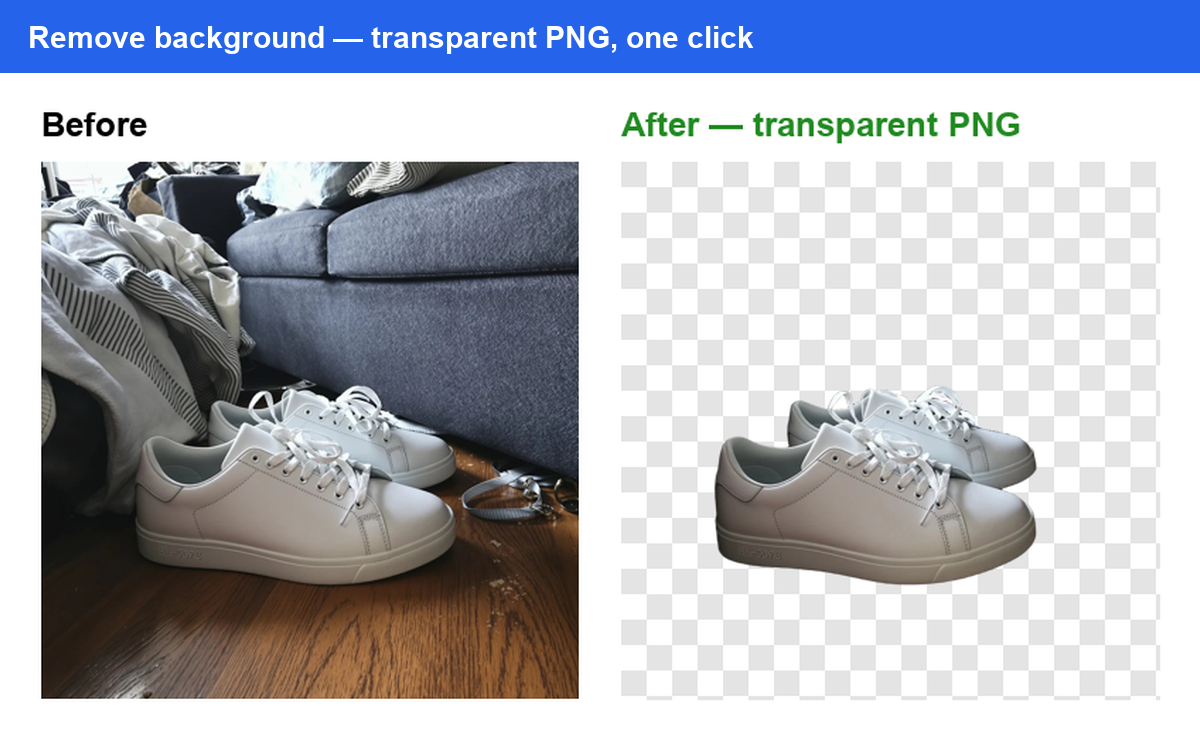 Remove background — transparent PNG, one click
Before
After — transparent PNG